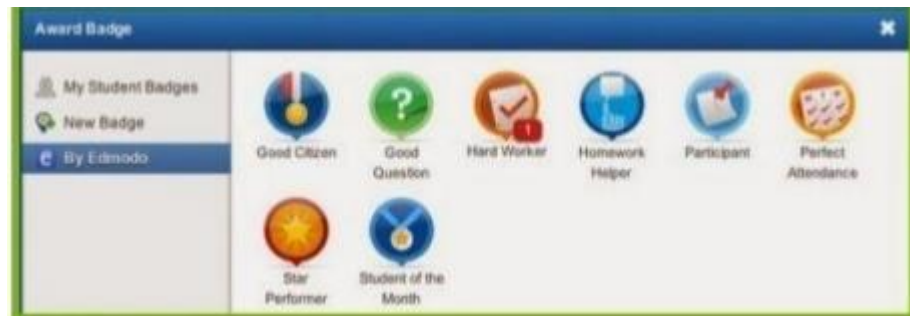 Award Badge
My Student Badges
New Badge
By Edmodo
Good Citizen
Good
Question
Hard Worker
1
Homework
Helper
Participant
Perfect
Attendance
Star
Performer
Student of the
Month